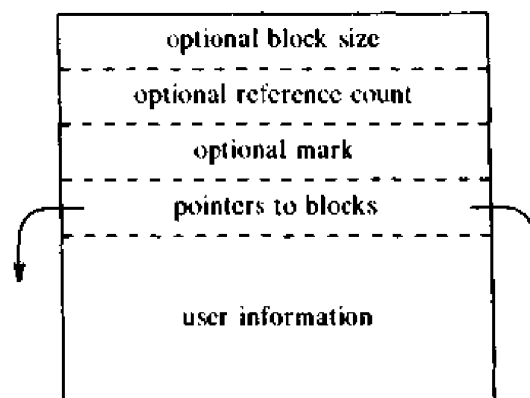 optional block size
optional reference count
optional mark
pointers to blocks
user information